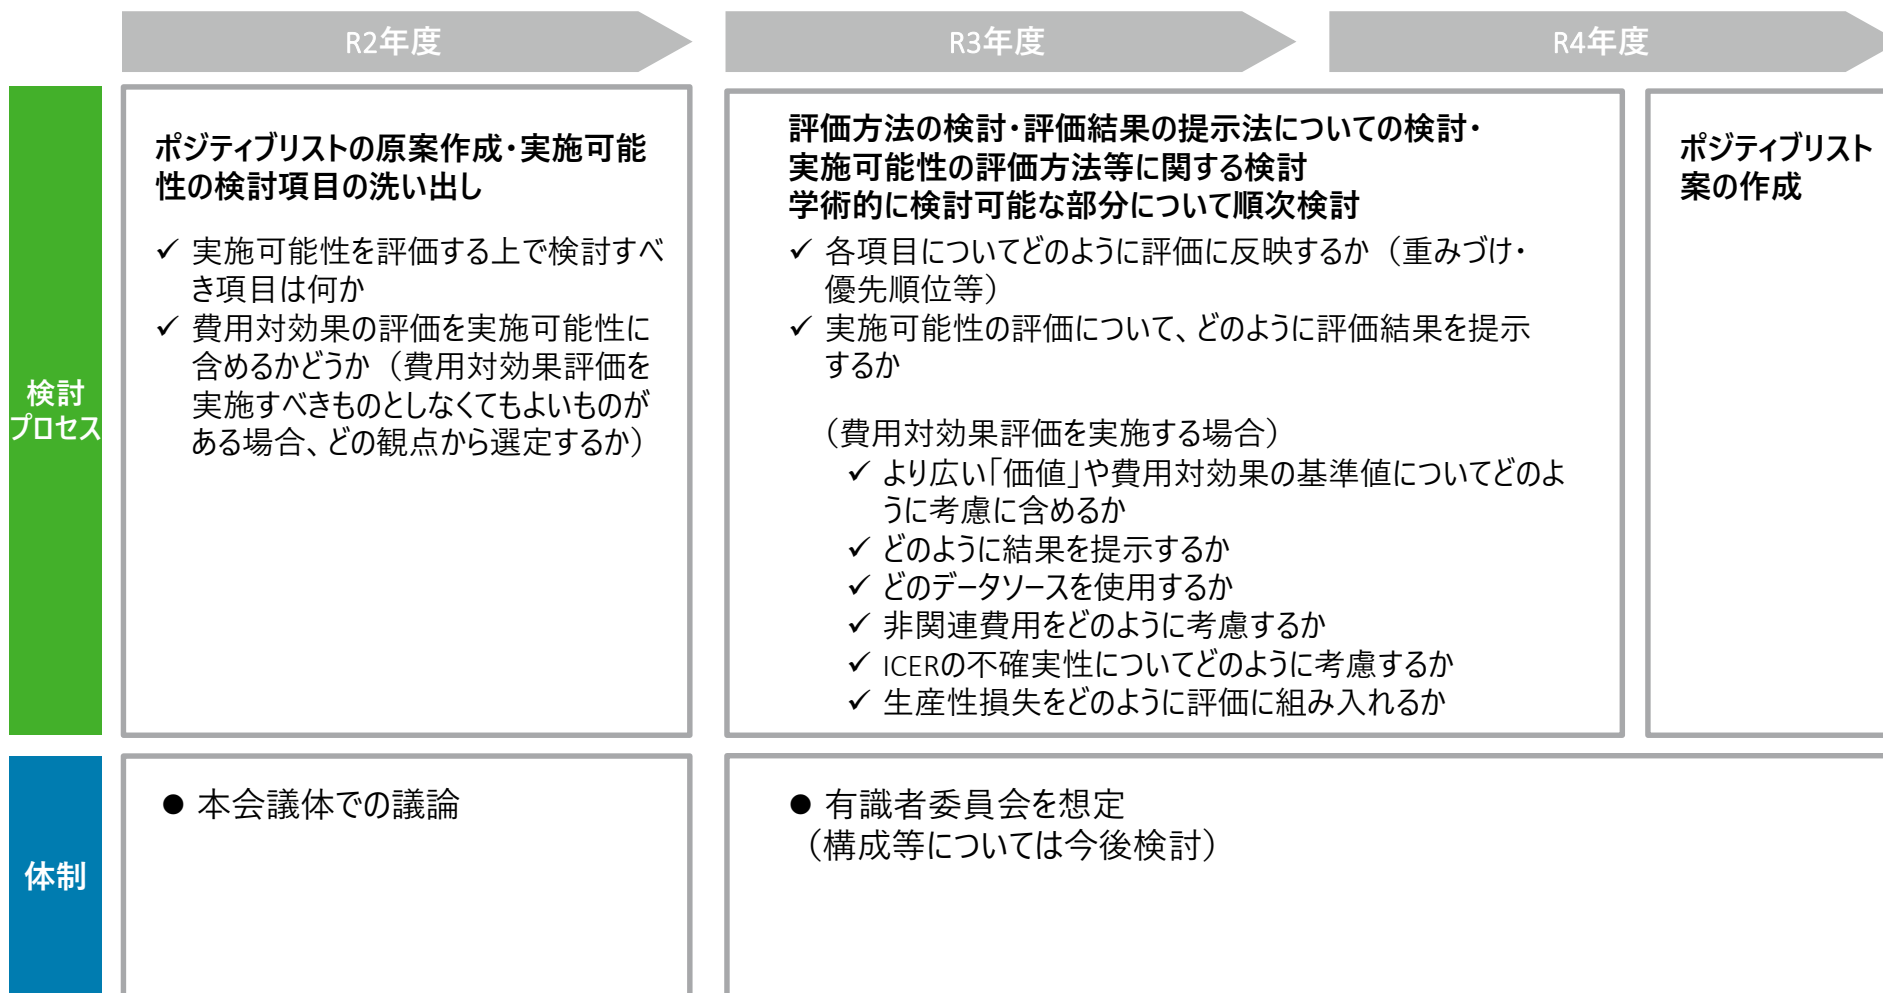 R2年度
R3年度
R4年度
検討
プロセス
ポジティブリストの原案作成・実施可能
性の検討項目の洗い出し
✓ 実施可能性を評価する上で検討すべ
き項目は何か
✓ 費用対効果の評価を実施可能性に
含めるかどうか（費用対効果評価を
実施すべきものとしなくてもよいものが
ある場合、どの観点から選定するか）
評価方法の検討・評価結果の提示法についての検討・
実施可能性の評価方法等に関する検討
学術的に検討可能な部分について順次検討
✓ 各項目についてどのように評価に反映するか（重みづけ・
優先順位等）
✓ 実施可能性の評価について、どのように評価結果を提示
するか
（費用対効果評価を実施する場合）
✓ より広い「価値」や費用対効果の基準値についてどのよ
うに考慮に含めるか
✓ どのように結果を提示するか
✓ どのデータソースを使用するか
✓ 非関連費用をどのように考慮するか
✓ ICERの不確実性についてどのように考慮するか
✓ 生産性損失をどのように評価に組み入れるか
ポジティブリスト
案の作成
体制
● 本会議体での議論
● 有識者委員会を想定
（構成等については今後検討）